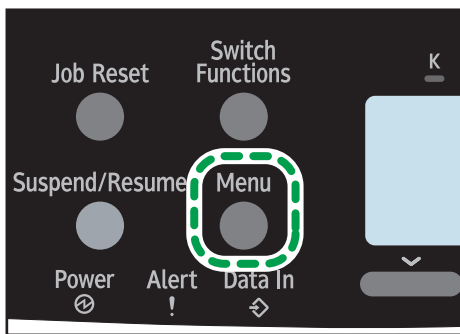 Switch
Functions
Job Reset
K
Suspend/Resume
Menu
Power
Alert
Data In